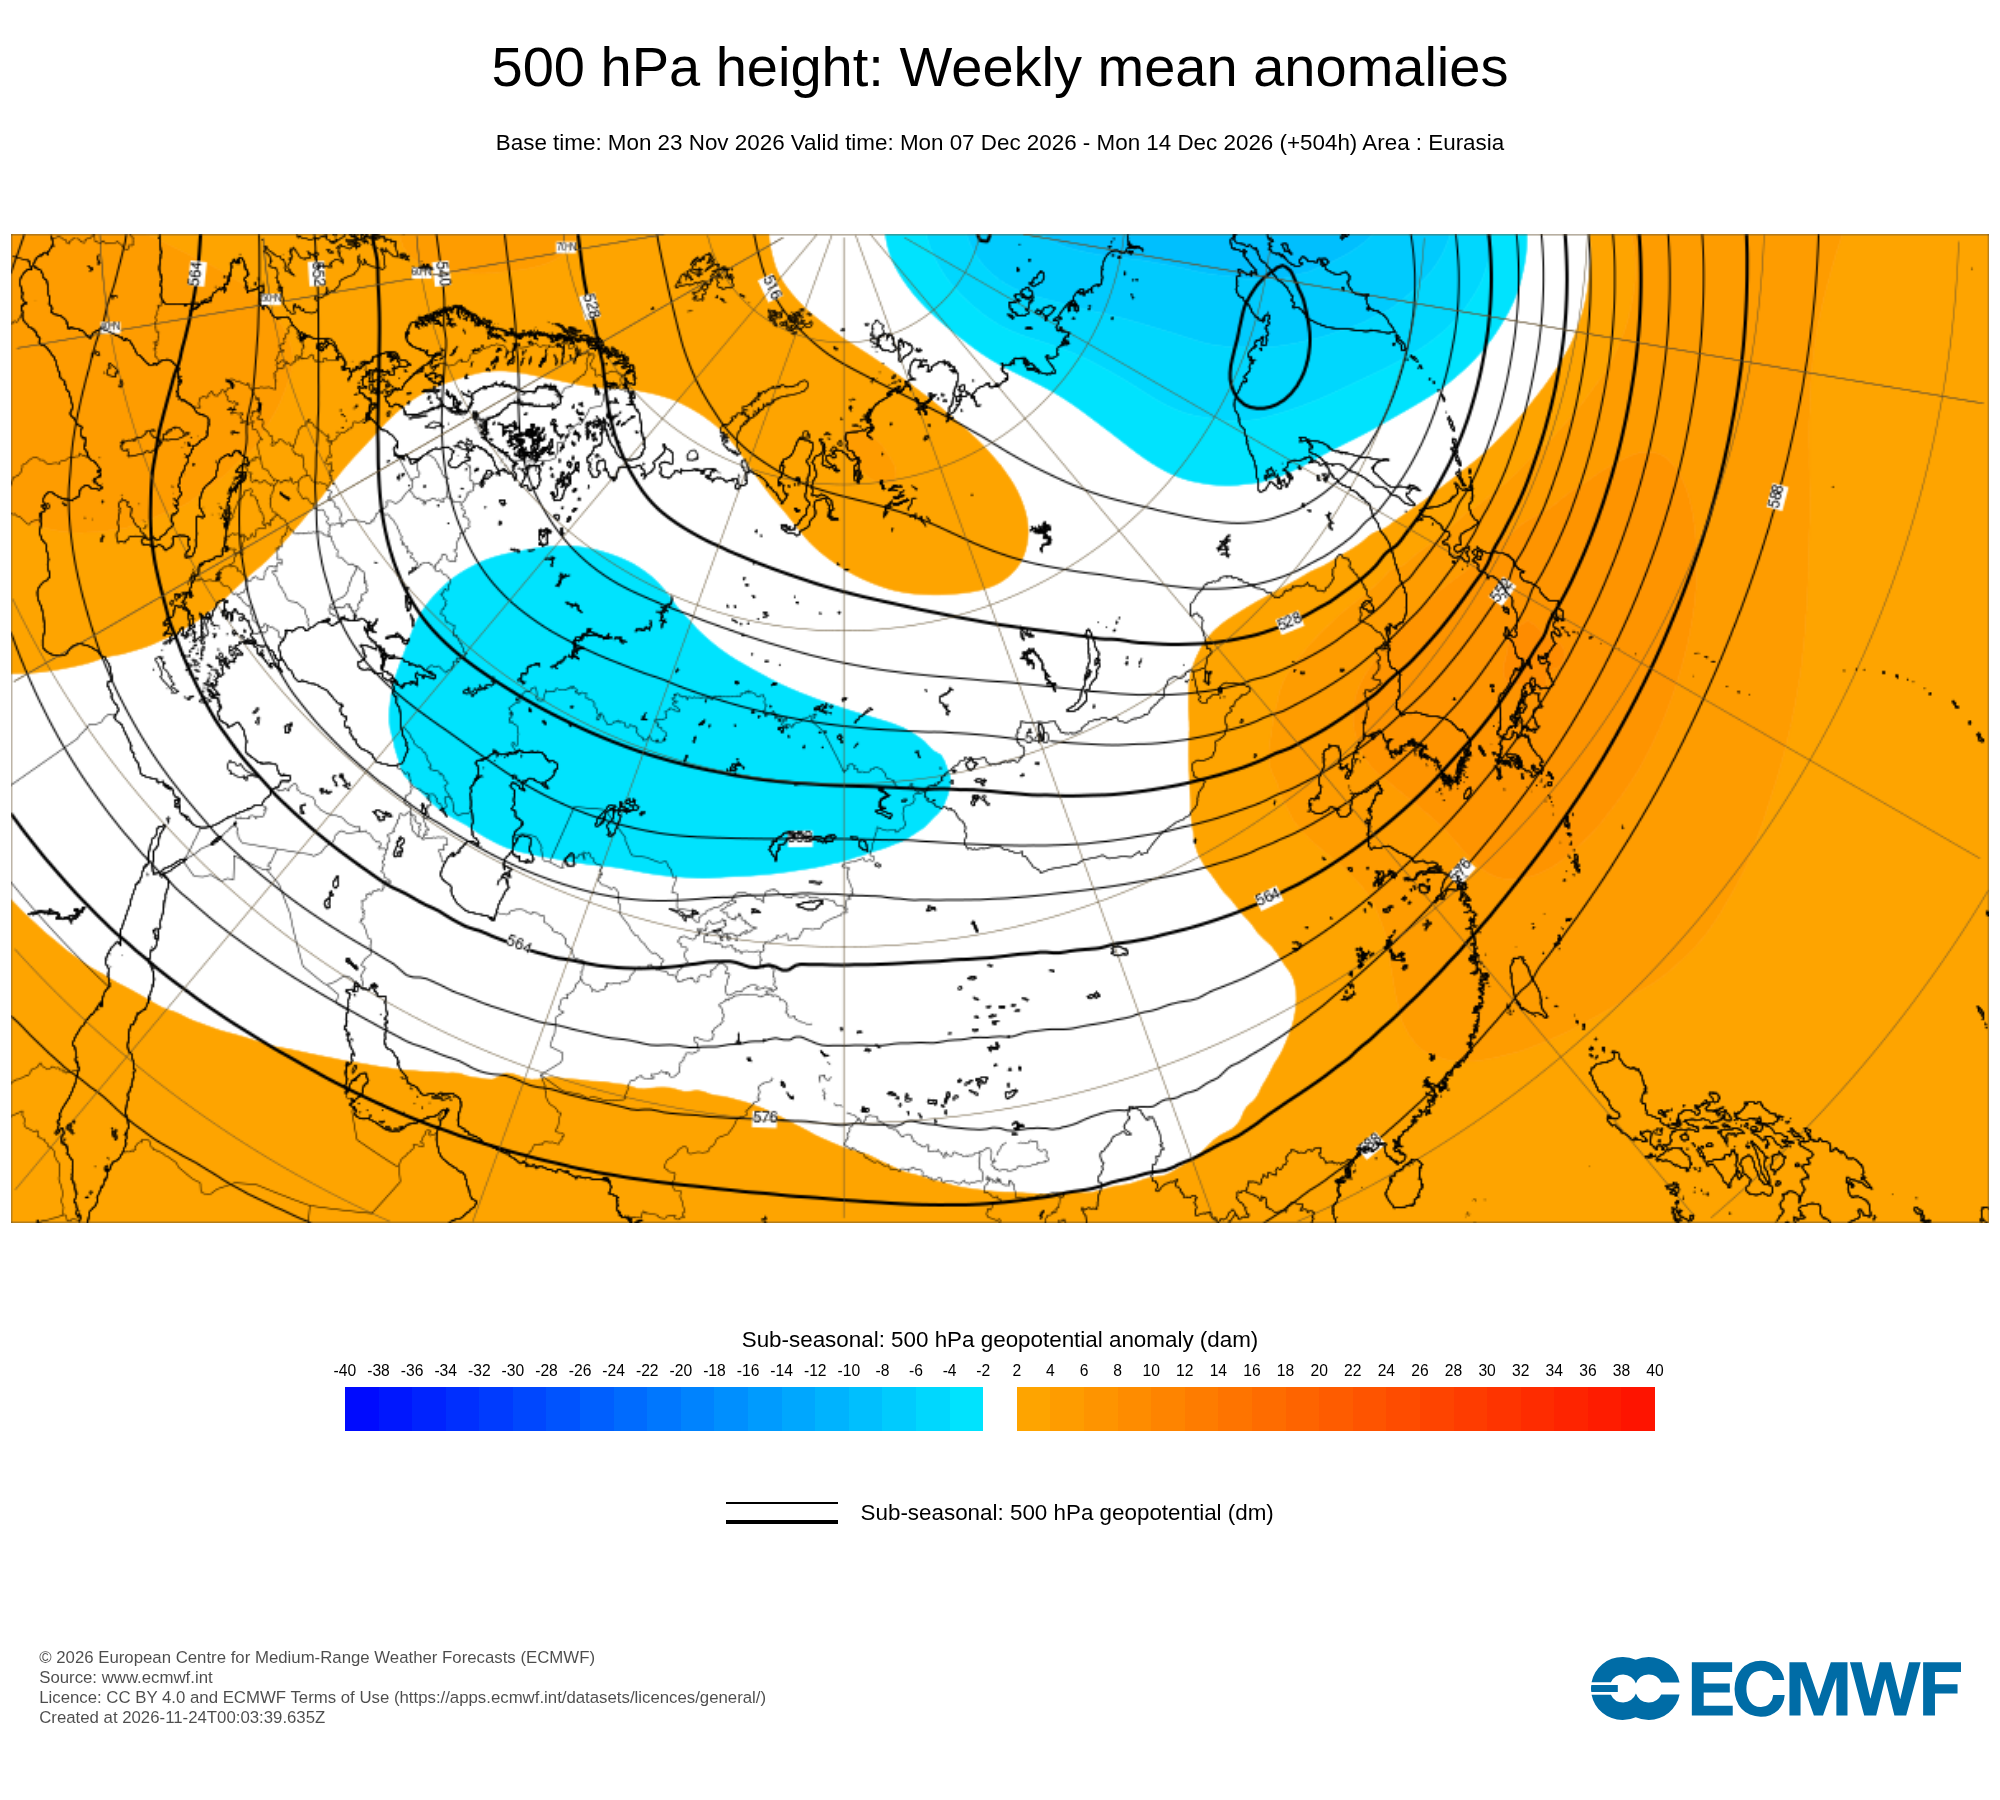 500 hPa height: Weekly mean anomalies
Base time: Mon 23 Nov 2026 Valid time: Mon 07 Dec 2026 - Mon 14 Dec 2026 (+504h) Area : Eurasia
70°N
564
552
60°N
540
516
50°N
528
40°N
588
552
528
540
576
564
564
576
588
Sub-seasonal: 500 hPa geopotential anomaly (dam)
-40 -38 -36 -34 -32 -30 -28 -26 -24 -22 -20 -18 -16 -14 -12 -10 -8 -6 -4 -2 2 4 6 8 10 12 14 16 18 20 22 24 26 28 30 32 34 36 38 40
Sub-seasonal: 500 hPa geopotential (dm)
© 2026 European Centre for Medium-Range Weather Forecasts (ECMWF)
Source: www.ecmwf.int
Licence: CC BY 4.0 and ECMWF Terms of Use (https://apps.ecmwf.int/datasets/licences/general/)
Created at 2026-11-24T00:03:39.635Z
ECMWF